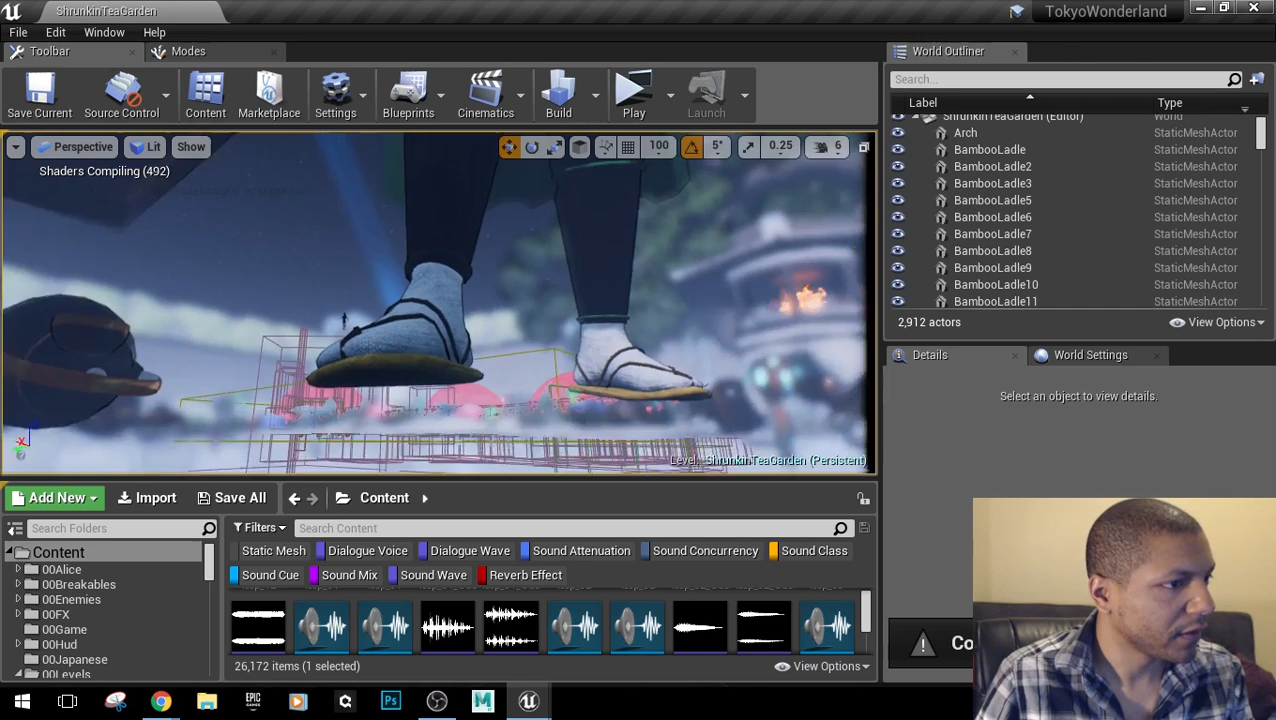 ShrunkinTeaGarden
TokyoWonderland
File Edit Window Help
Toolbar
Modes
Save Current
Source Control
Content
Marketplace
Settings
Blueprints
Cinematics
Build
Play
Launch
Perspective
Lit
Show
100
5°
0.25
6
Shaders Compiling (492)
Level: ShrunkinTeaGarden (Persistent)
World Outliner
Search...
Label Type
ShrunkinTeaGarden (Editor) World
Arch StaticMeshActor
BambooLadle StaticMeshActor
BambooLadle2 StaticMeshActor
BambooLadle3 StaticMeshActor
BambooLadle5 StaticMeshActor
BambooLadle6 StaticMeshActor
BambooLadle7 StaticMeshActor
BambooLadle8 StaticMeshActor
BambooLadle9 StaticMeshActor
BambooLadle10 StaticMeshActor
BambooLadle11 StaticMeshActor
2,912 actors
View Options
Details
World Settings
Select an object to view details.
Co
Add New
Import
Save All
Content
Search Folders
Content
00Alice
00Breakables
00Enemies
00FX
00Game
00Hud
00Japanese
00Levels
Filters
Search Content
Static Mesh
Dialogue Voice
Dialogue Wave
Sound Attenuation
Sound Concurrency
Sound Class
Sound Cue
Sound Mix
Sound Wave
Reverb Effect
26,172 items (1 selected)
View Options
EPIC
GAMES
Ps
M